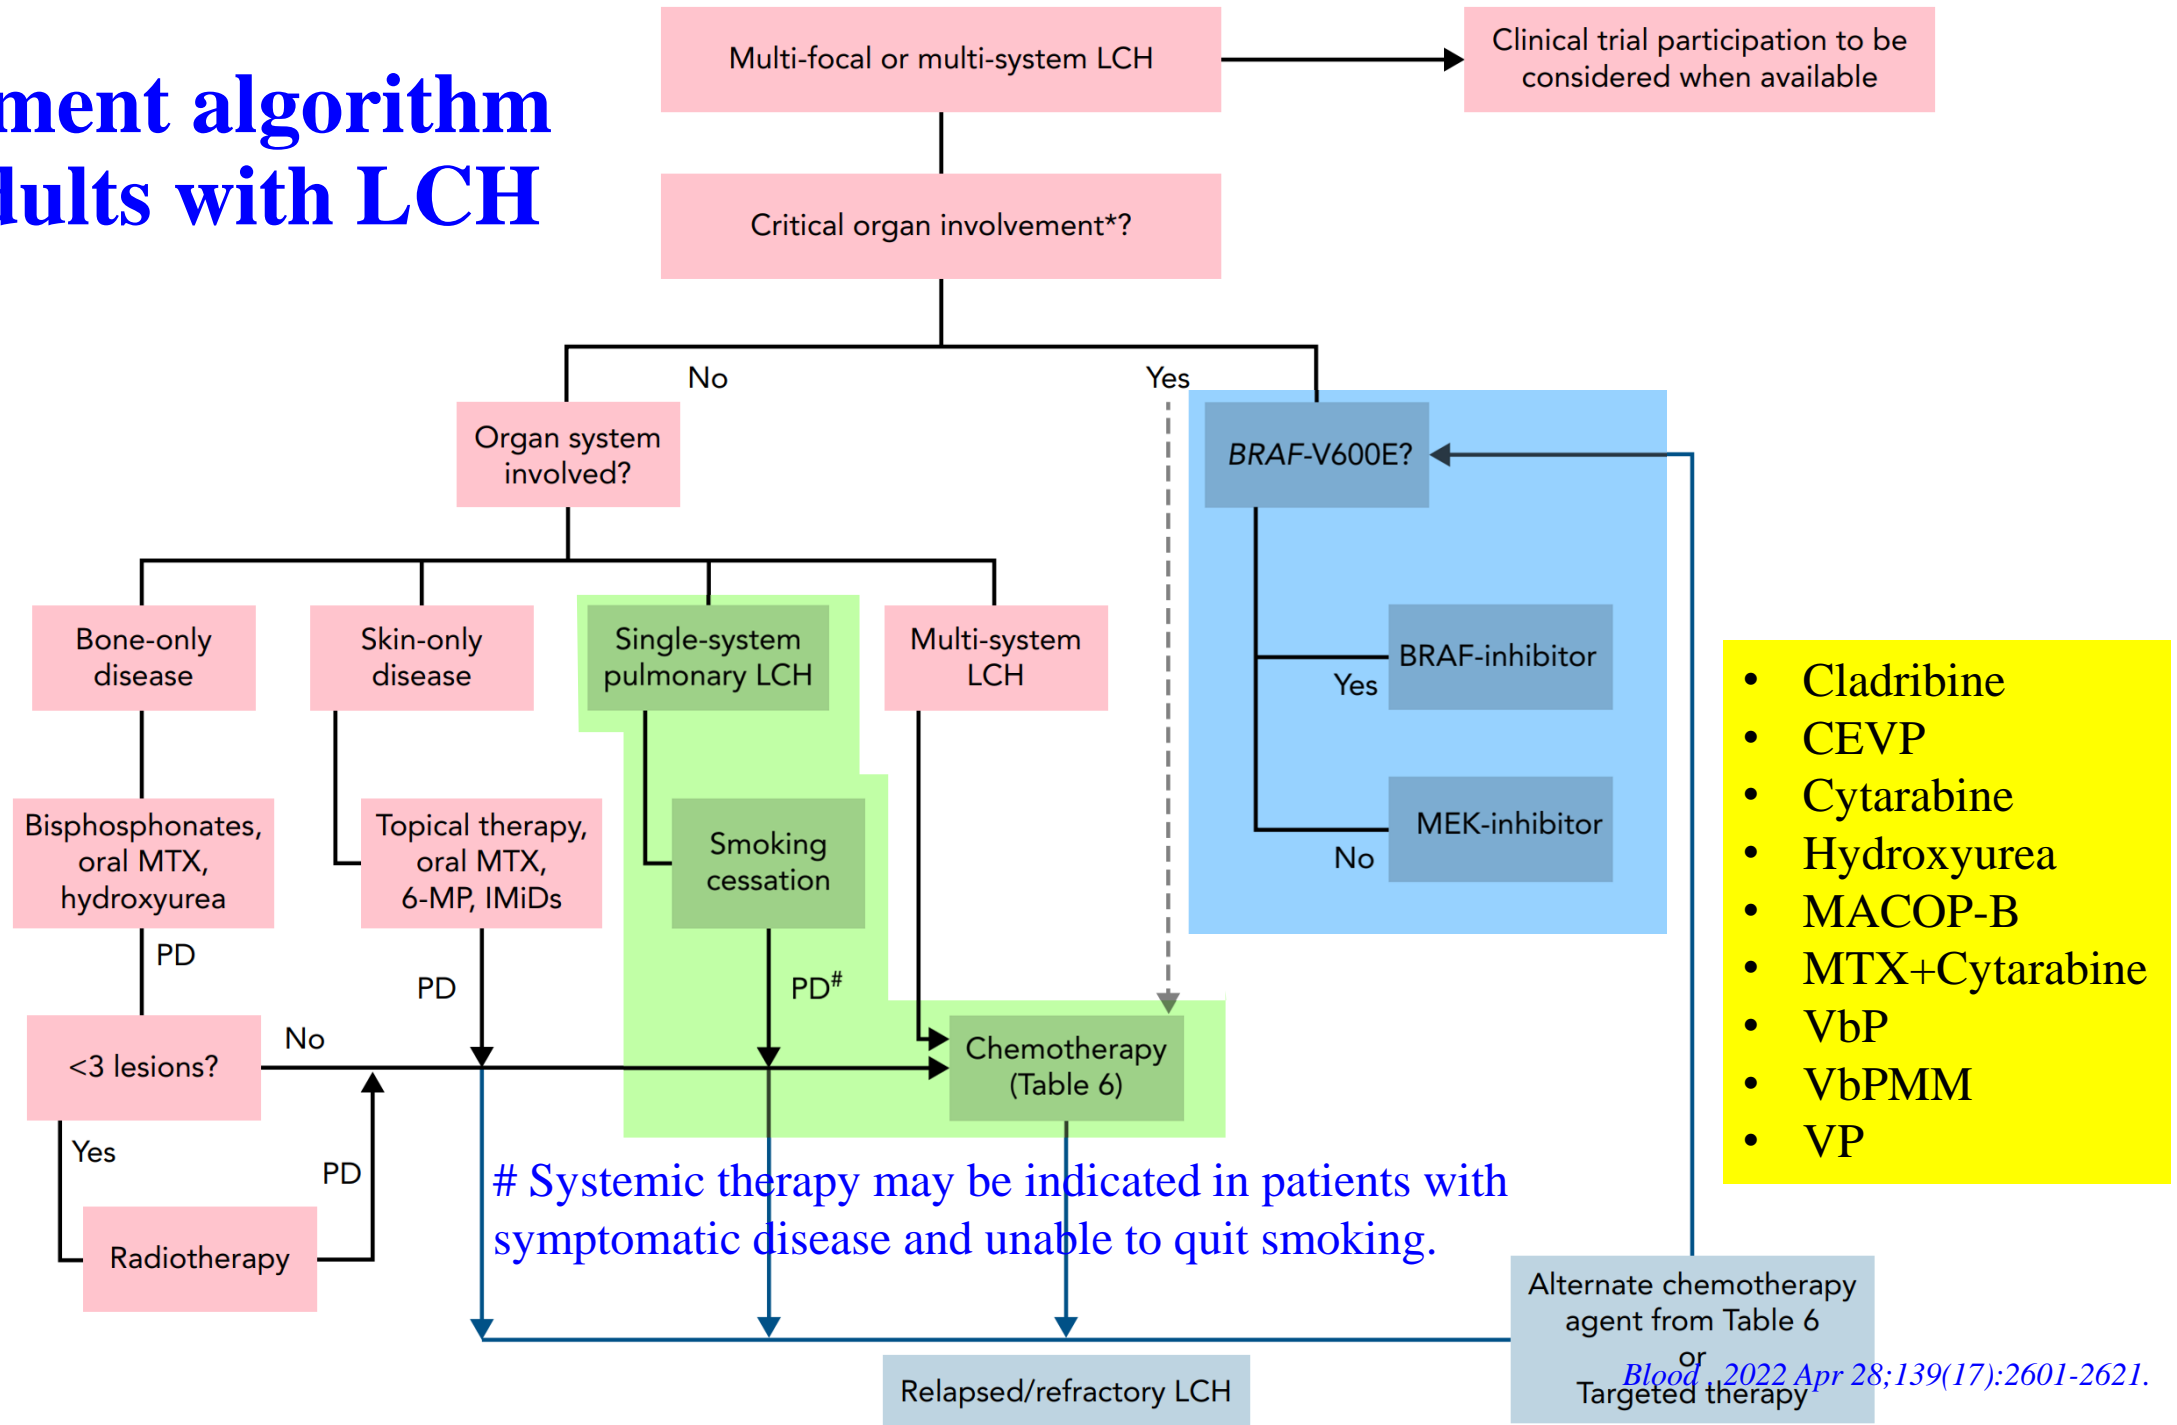 ment algorithm
dults with LCH
Multi-focal or multi-system LCH
Clinical trial participation to be
considered when available
Critical organ involvement*?
No
Yes
Organ system
involved?
BRAF-V600E?
Bone-only
disease
Skin-only
disease
Single-system
pulmonary LCH
Multi-system
LCH
BRAF-inhibitor
Yes
MEK-inhibitor
No
Bisphosphonates,
oral MTX,
hydroxyurea
Topical therapy,
oral MTX,
6-MP, IMiDs
Smoking
cessation
PD
PD
PD#
<3 lesions?
No
Chemotherapy
(Table 6)
Yes
PD
Radiotherapy
# Systemic therapy may be indicated in patients with
symptomatic disease and unable to quit smoking.
• Cladribine
• CEVP
• Cytarabine
• Hydroxyurea
• MACOP-B
• MTX+Cytarabine
• VbP
• VbPMM
• VP
Alternate chemotherapy
agent from Table 6
or
Targeted therapy
Relapsed/refractory LCH
Blood . 2022 Apr 28;139(17):2601-2621.